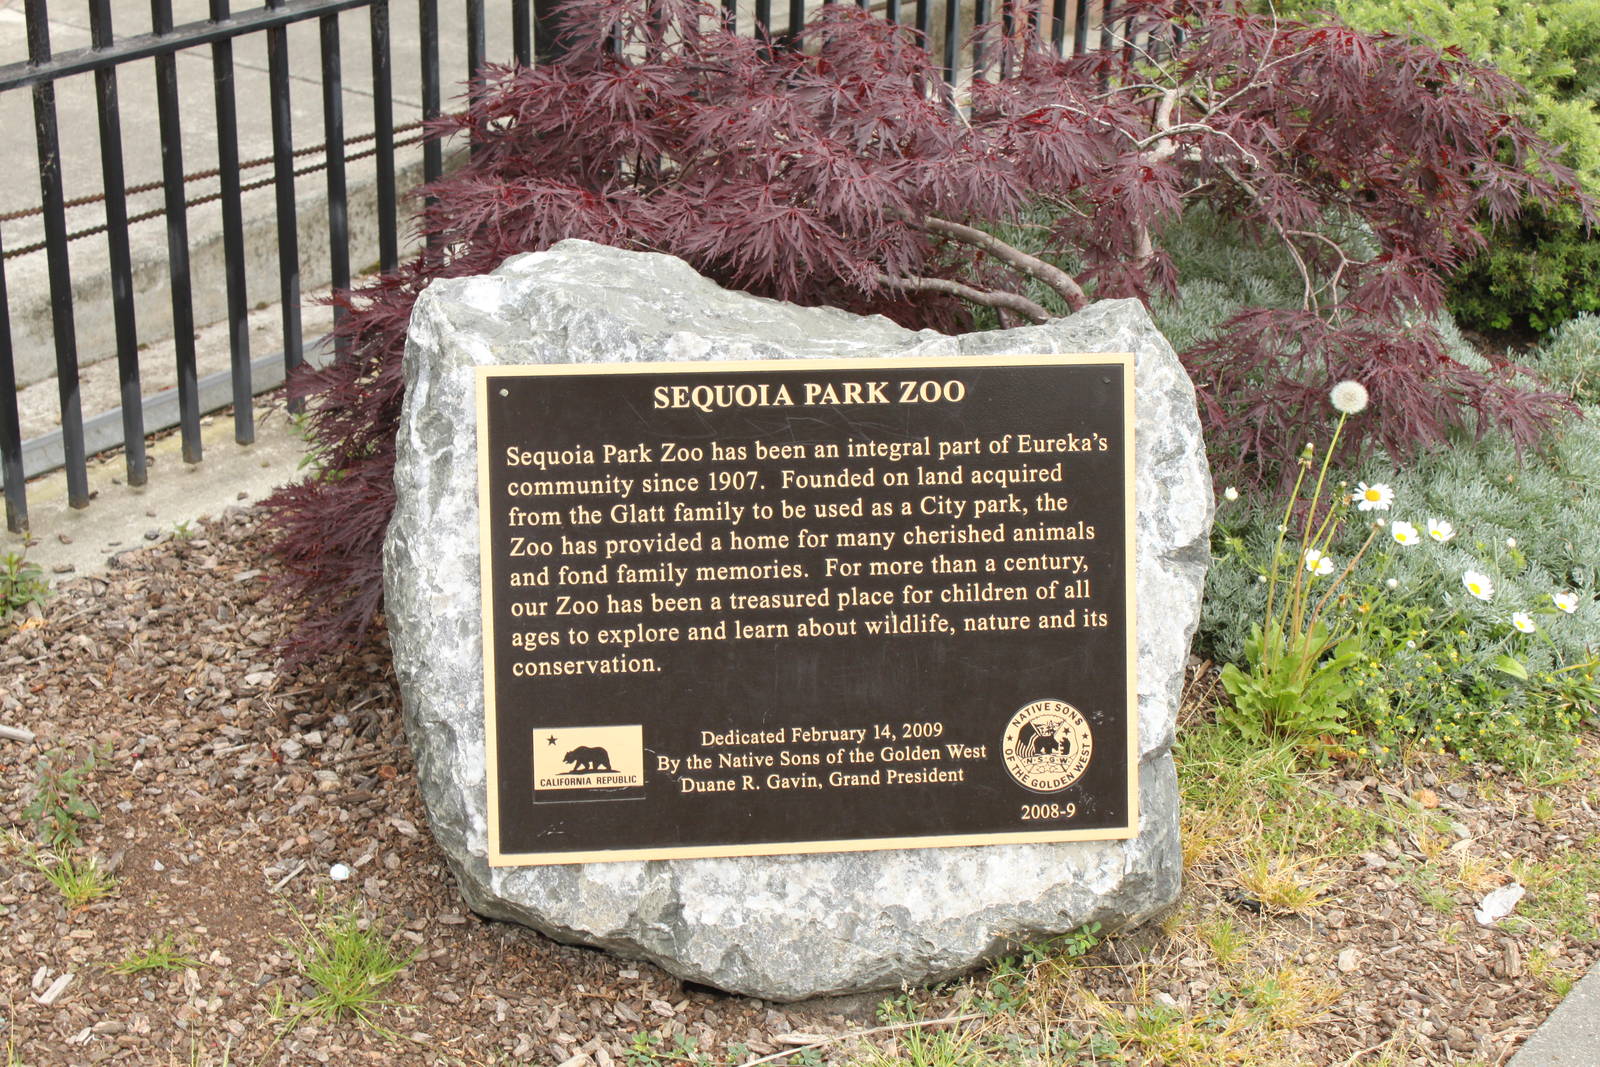 SEQUOIA PARK ZOO
Sequoia Park Zoo has been an integral part of Eureka's
community since 1907. Founded on land acquired
from the Glatt family to be used as a City park, the
Zoo has provided a home for many cherished animals
and fond family memories. For more than a century,
our Zoo has been a treasured place for children of all
ages to explore and learn about wildlife, nature and its
conservation.
Dedicated February 14, 2009
By the Native Sons of the Golden West
Duane R. Gavin, Grand President
CALIFORNIA REPUBLIC
NATIVE SONS
OF THE GOLDEN WEST
N.S.G.W.
2008-9